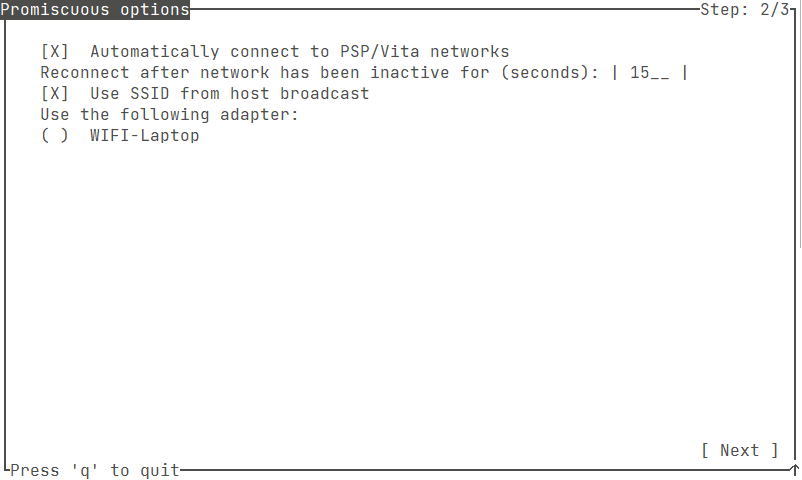 Promiscuous options Step: 2/3
[X] Automatically connect to PSP/Vita networks
Reconnect after network has been inactive for (seconds): | 15__ |
[X] Use SSID from host broadcast
Use the following adapter:
( ) WIFI-Laptop
[ Next ]
Press 'q' to quit